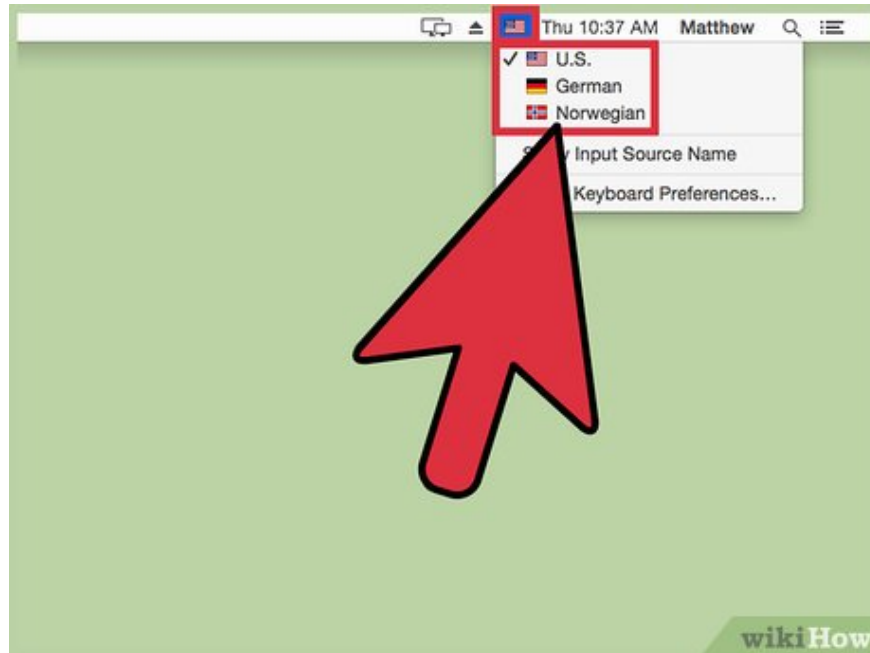 Thu 10:37 AM Matthew
✓ U.S.
German
Norwegian
Input Source Name
Keyboard Preferences...
wikiHow